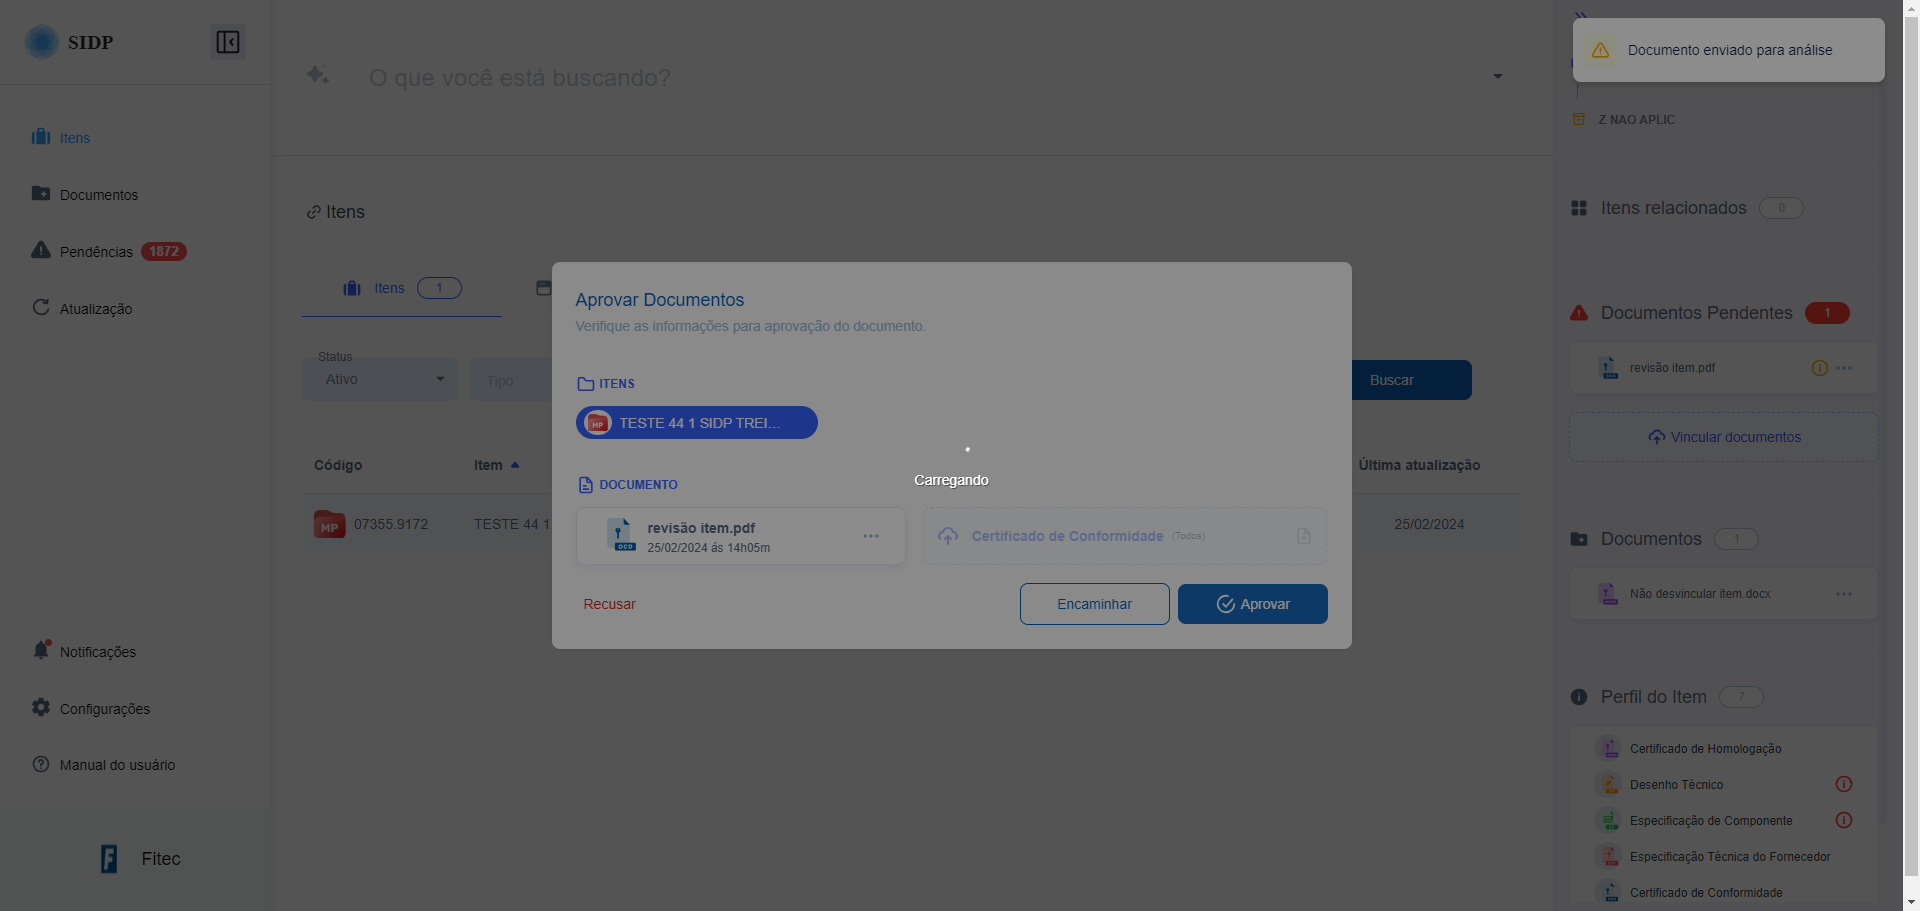 SIDP
Itens
Documentos
Pendências 1872
Atualização
Notificações
Configurações
Manual do usuário
Fitec
O que você está buscando?
Itens
Itens 1
Status
Ativo
Tipo
Buscar
Código Item Última atualização
MP 07355.9172 TESTE 44 1 25/02/2024
Aprovar Documentos
Verifique as informações para aprovação do documento.
ITENS
MP TESTE 44 1 SIDP TREI...
Carregando
DOCUMENTO
revisão item.pdf
25/02/2024 ás 14h05m
OCD
Certificado de Conformidade (Todos)
Recusar
Encaminhar
Aprovar
Documento enviado para análise
Z NAO APLIC
Itens relacionados 0
Documentos Pendentes 1
revisão item.pdf
Vincular documentos
Documentos 1
Não desvincular item.docx
Perfil do Item 7
Certificado de Homologação
Desenho Técnico
Especificação de Componente
Especificação Técnica do Fornecedor
Certificado de Conformidade